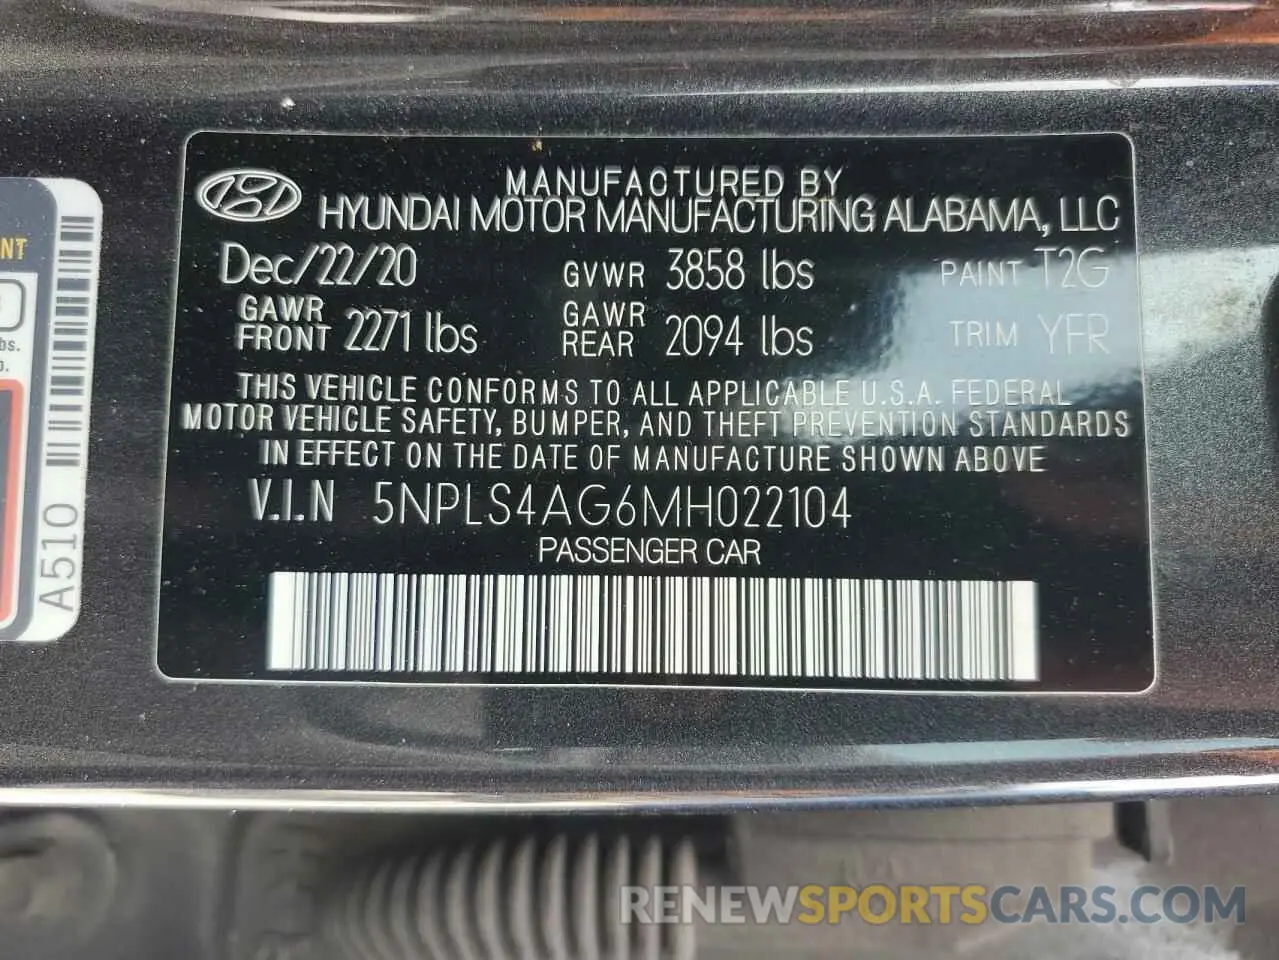 MANUFACTURED BY
HYUNDAI MOTOR MANUFACTURING ALABAMA, LLC
Dec/22/20 GVWR 3858 lbs PAINT T2G
GAWR FRONT 2271 lbs GAWR REAR 2094 lbs TRIM YFR
THIS VEHICLE CONFORMS TO ALL APPLICABLE U.S.A. FEDERAL
MOTOR VEHICLE SAFETY, BUMPER, AND THEFT PREVENTION STANDARDS
IN EFFECT ON THE DATE OF MANUFACTURE SHOWN ABOVE
V.I.N 5NPLS4AG6MH022104
PASSENGER CAR
A510
RENEWSPORTSCARS.COM